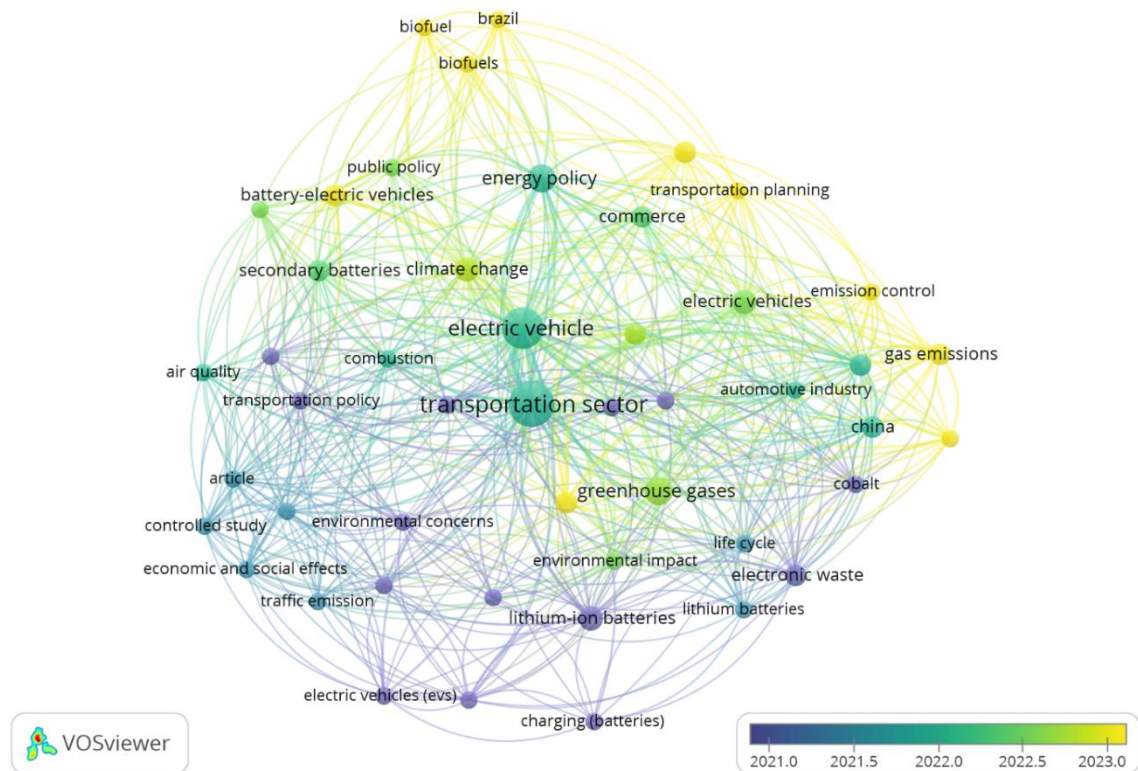 brazil
biofuel
biofuels
public policy
energy policy
battery-electric vehicles
transportation planning
commerce
secondary batteries
climate change
emission control
electric vehicles
electric vehicle
gas emissions
combustion
air quality
automotive industry
transportation policy
transportation sector
china
article
cobalt
greenhouse gases
controlled study
environmental concerns
life cycle
environmental impact
economic and social effects
electronic waste
traffic emission
lithium batteries
lithium-ion batteries
electric vehicles (evs)
charging (batteries)
VOSviewer
2021.0 2021.5 2022.0 2022.5 2023.0